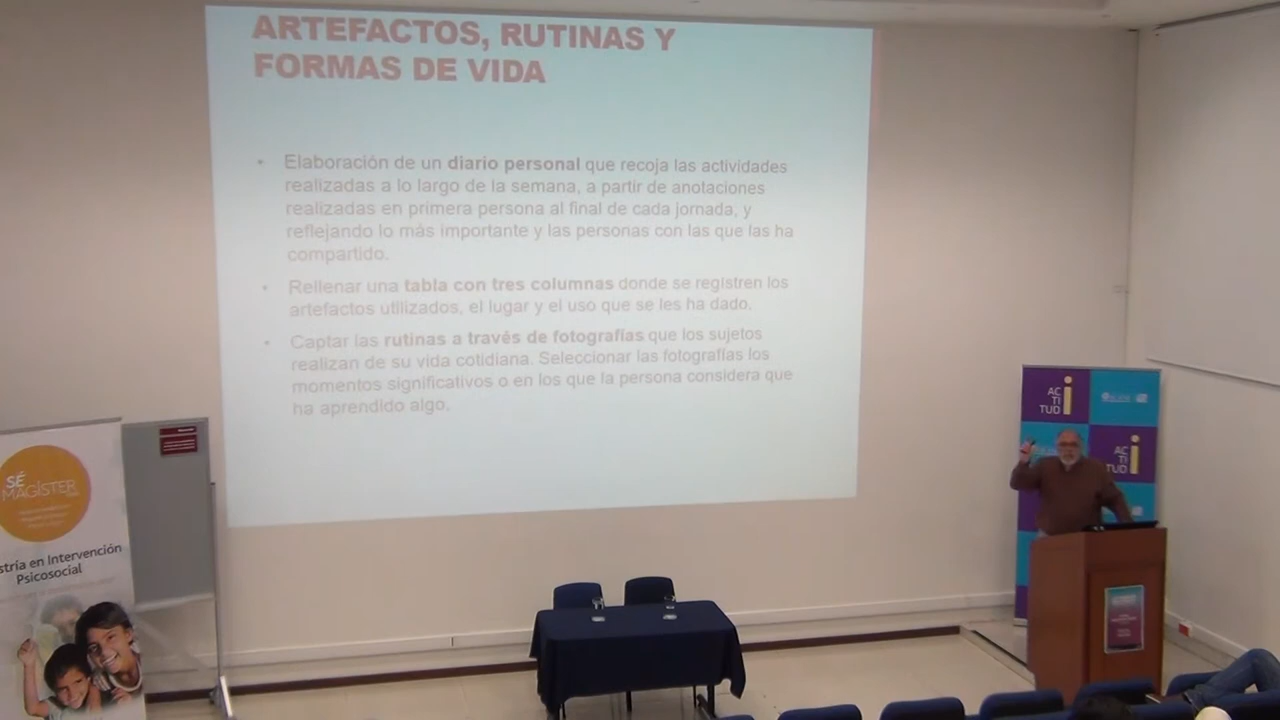 ARTEFACTOS, RUTINAS Y
FORMAS DE VIDA
• Elaboración de un diario personal que recoja las actividades
realizadas a lo largo de la semana, a partir de anotaciones
realizadas en primera persona al final de cada jornada, y
reflejando lo más importante y las personas con las que las ha
compartido.
• Rellenar una tabla con tres columnas donde se registren los
artefactos utilizados, el lugar y el uso que se les ha dado.
• Captar las rutinas a través de fotografías que los sujetos
realizan de su vida cotidiana. Seleccionar las fotografías los
momentos significativos o en los que la persona considera que
ha aprendido algo.
SÉ
MAGÍSTER
stría en Intervención
Psicosocial
AC
TI
TUD
i
AC
TI
TUD
i